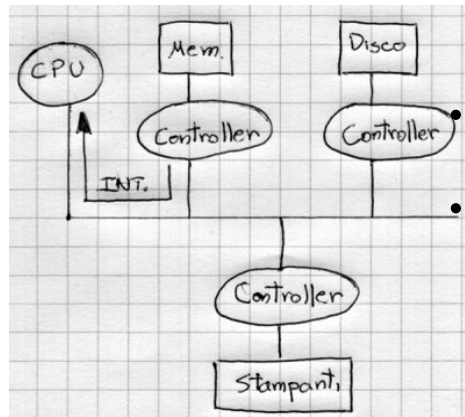 CPU
Mem.
Disco
Controller
Controller
INT.
Controller
Stampanti